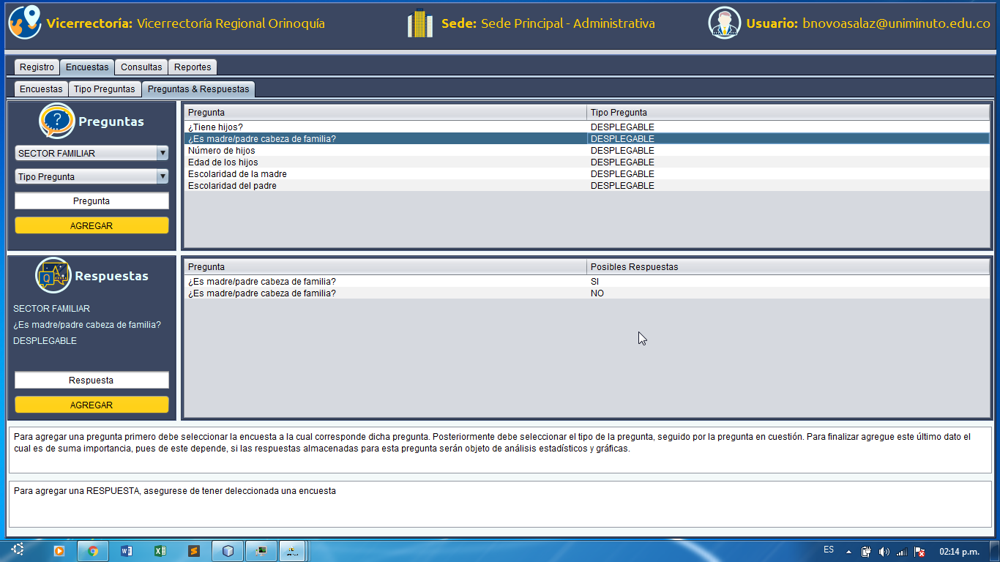 Vicerrectoría: Vicerrectoría Regional Orinoquía
Sede: Sede Principal - Administrativa
Usuario: bnovoasalaz@uniminuto.edu.co
Registro Encuestas Consultas Reportes
Encuestas Tipo Preguntas Preguntas & Respuestas
Preguntas
SECTOR FAMILIAR
Tipo Pregunta
Pregunta
AGREGAR
Pregunta Tipo Pregunta
¿Tiene hijos? DESPLEGABLE
¿Es madre/padre cabeza de familia? DESPLEGABLE
Número de hijos DESPLEGABLE
Edad de los hijos DESPLEGABLE
Escolaridad de la madre DESPLEGABLE
Escolaridad del padre DESPLEGABLE
Respuestas
SECTOR FAMILIAR
¿Es madre/padre cabeza de familia?
DESPLEGABLE
Respuesta
AGREGAR
Pregunta Posibles Respuestas
¿Es madre/padre cabeza de familia? SI
¿Es madre/padre cabeza de familia? NO
Para agregar una pregunta primero debe seleccionar la encuesta a la cual corresponde dicha pregunta. Posteriormente debe seleccionar el tipo de la pregunta, seguido por la pregunta en cuestión. Para finalizar agregue este último dato el
cual es de suma importancia, pues de este depende, si las respuestas almacenadas para esta pregunta serán objeto de análisis estadísticos y gráficas.
Para agregar una RESPUESTA, asegurese de tener deleccionada una encuesta
ES
02:14 p.m.